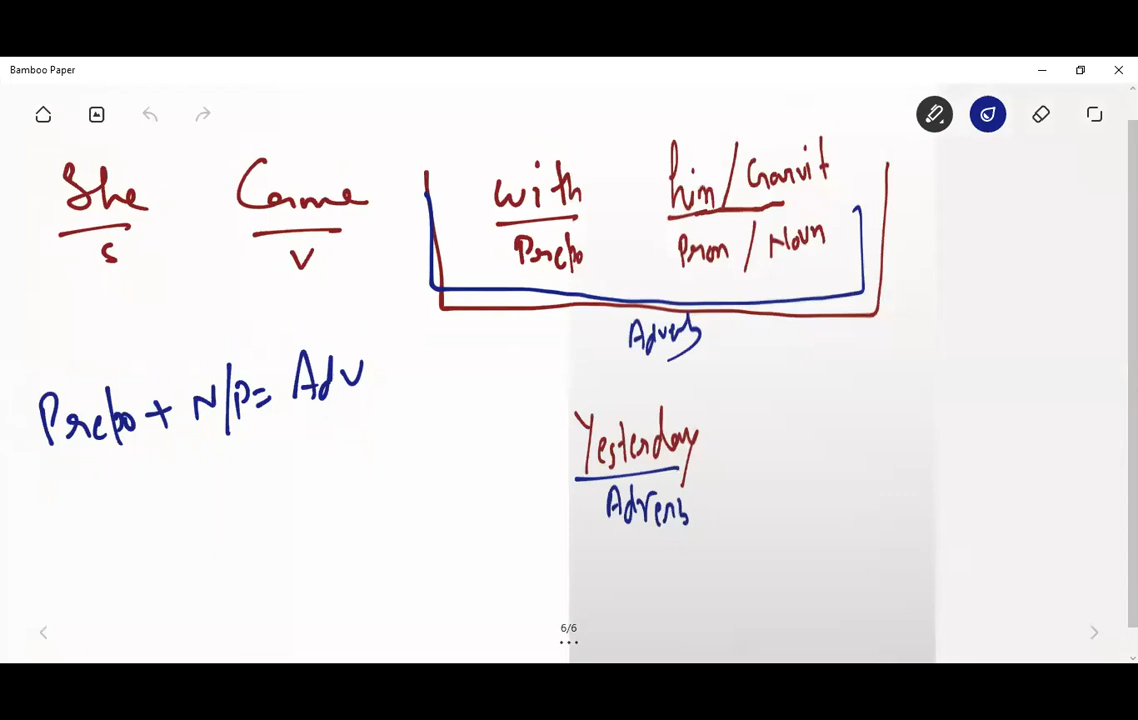 Bamboo Paper
She Came with him / Garvit
S V Prepo Pron / Noun
Adverb
Prepo + N/P = Adv
Yesterday
Adverb
6/6